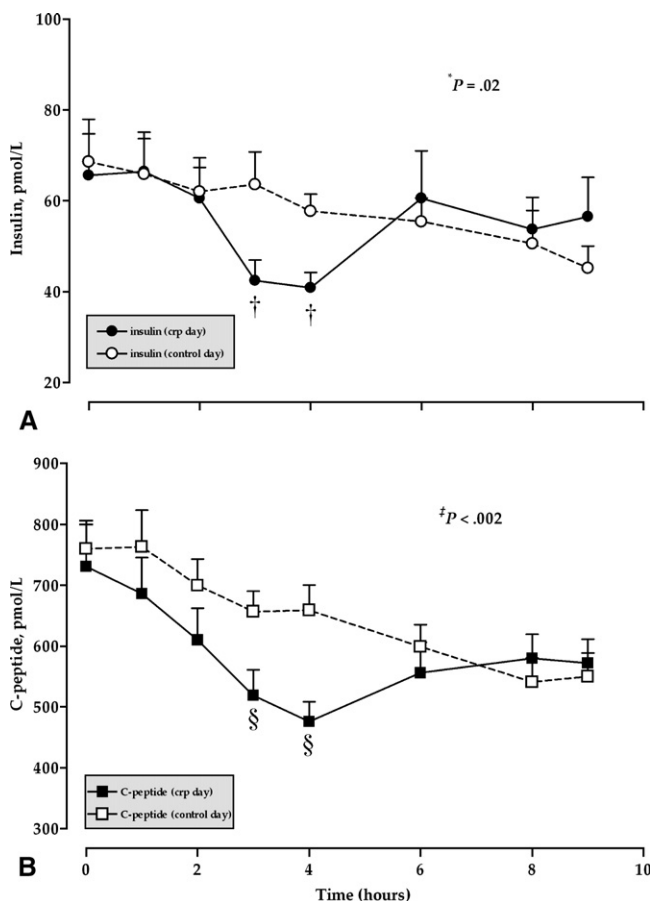 100
80
60
40
20
Insulin, pmol/L
*P = .02
† †
insulin (crp day)
insulin (control day)
A
900
800
700
600
500
400
300
C-peptide, pmol/L
‡P < .002
§ §
C-peptide (crp day)
C-peptide (control day)
B
0 2 4 6 8 10
Time (hours)